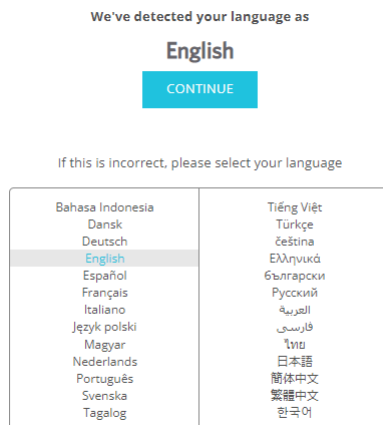 We've detected your language as
English
CONTINUE
If this is incorrect, please select your language
Bahasa Indonesia
Dansk
Deutsch
English
Español
Français
Italiano
Język polski
Magyar
Nederlands
Português
Svenska
Tagalog
Tiếng Việt
Türkçe
čeština
Ελληνικά
български
Русский
العربية
فارسی
ไทย
日本語
簡体中文
繁體中文
한국어